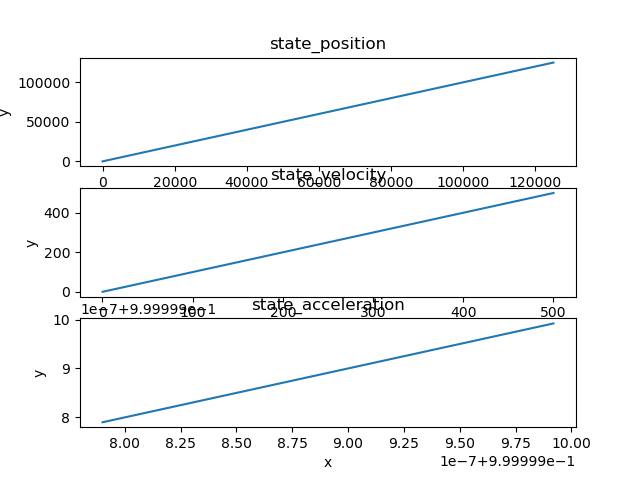 state_position
y
100000
50000
0
0 20000 40000 60000 80000 100000 120000
state_velocity
y
400
200
0
0 100 200 300 400 500
1e−7+9.99999e−1
state_acceleration
y
10
9
8
8.00 8.25 8.50 8.75 9.00 9.25 9.50 9.75 10.00
x
1e−7+9.99999e−1